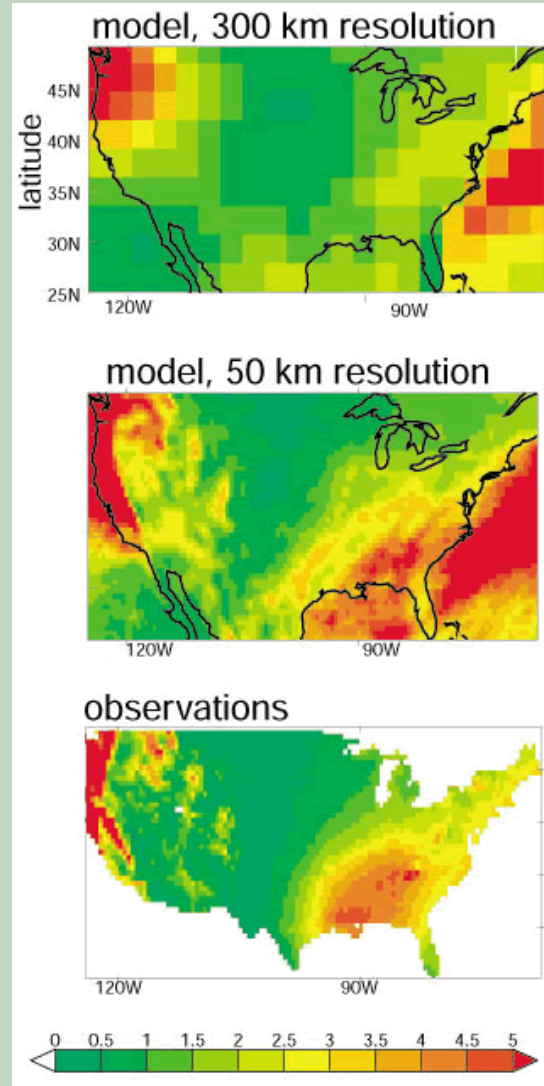 model, 300 km resolution
latitude
45N
40N
35N
30N
25N
120W 90W
model, 50 km resolution
120W 90W
observations
120W 90W
0 0.5 1 1.5 2 2.5 3 3.5 4 4.5 5